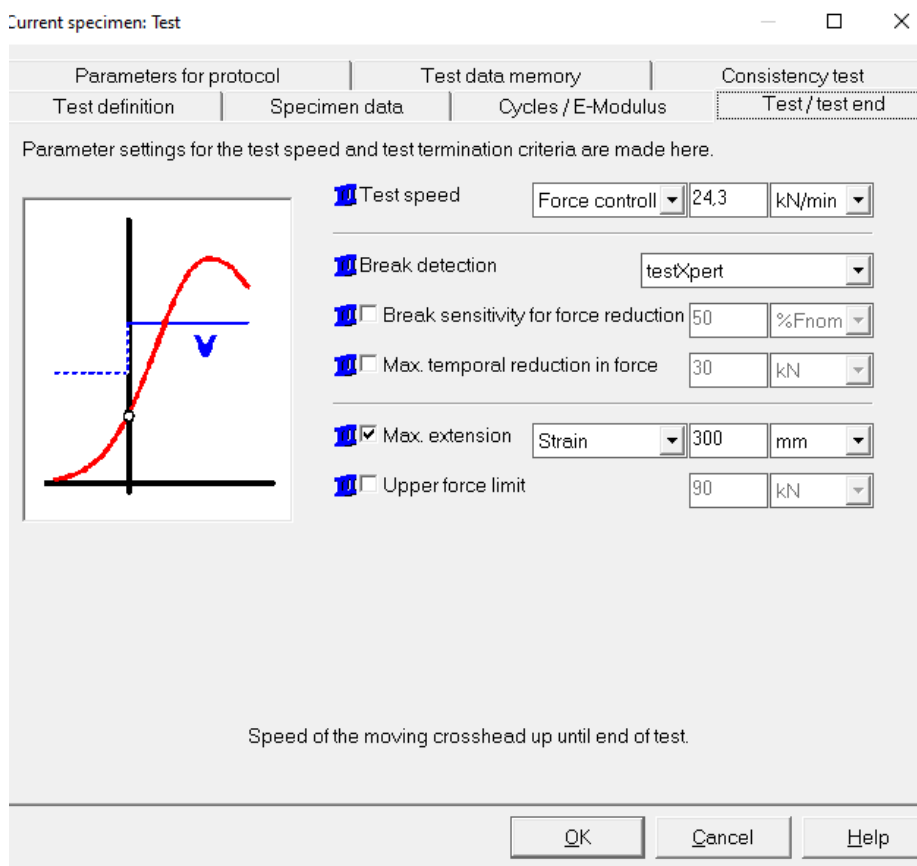 Current specimen: Test
Parameters for protocol Test data memory Consistency test
Test definition Specimen data Cycles / E-Modulus Test / test end
Parameter settings for the test speed and test termination criteria are made here.
Test speed Force controll 24,3 kN/min
Break detection testXpert
Break sensitivity for force reduction 50 %Fnom
Max. temporal reduction in force 30 kN
Max. extension Strain 300 mm
Upper force limit 90 kN
v
Speed of the moving crosshead up until end of test.
OK Cancel Help